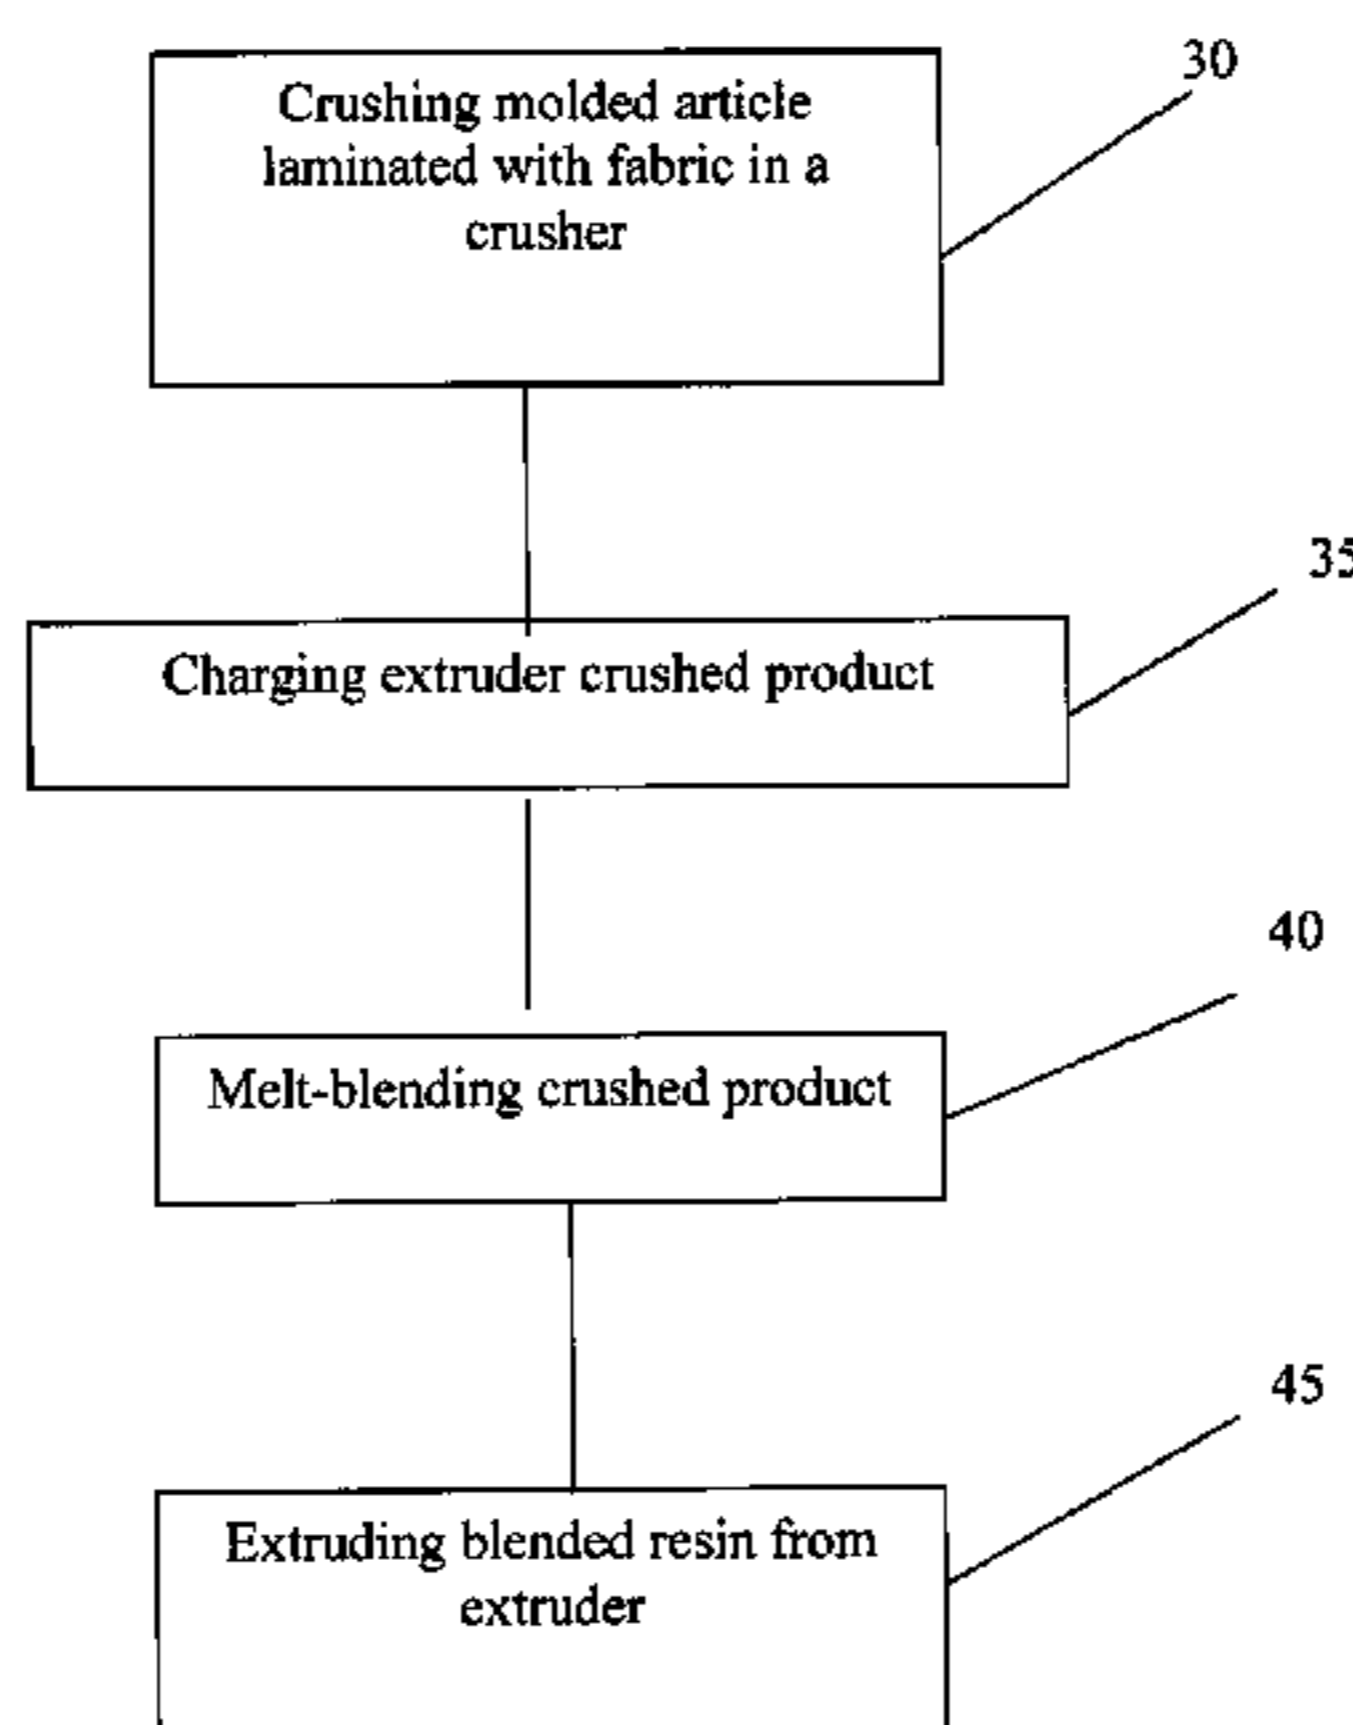 30
Crushing molded article
laminated with fabric in a
crusher
35
Charging extruder crushed product
40
Melt-blending crushed product
45
Extruding blended resin from
extruder